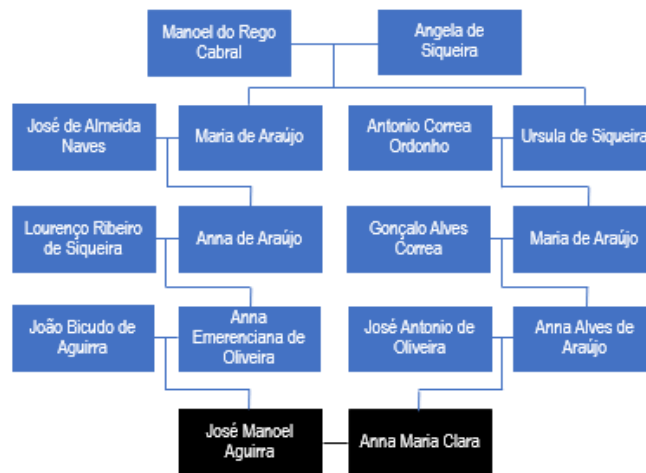 Manoel do Rego
Cabral
Angela de
Siqueira
José de Almeida
Naves
Maria de Araújo
Antonio Correa
Ordonho
Ursula de Siqueira
Lourenço Ribeiro
de Siqueira
Anna de Araújo
Gonçalo Alves
Correa
Maria de Araújo
João Bicudo de
Aguirra
Anna
Emerenciana de
Oliveira
José Antonio de
Oliveira
Anna Alves de
Araújo
José Manoel
Aguirra
Anna Maria Clara